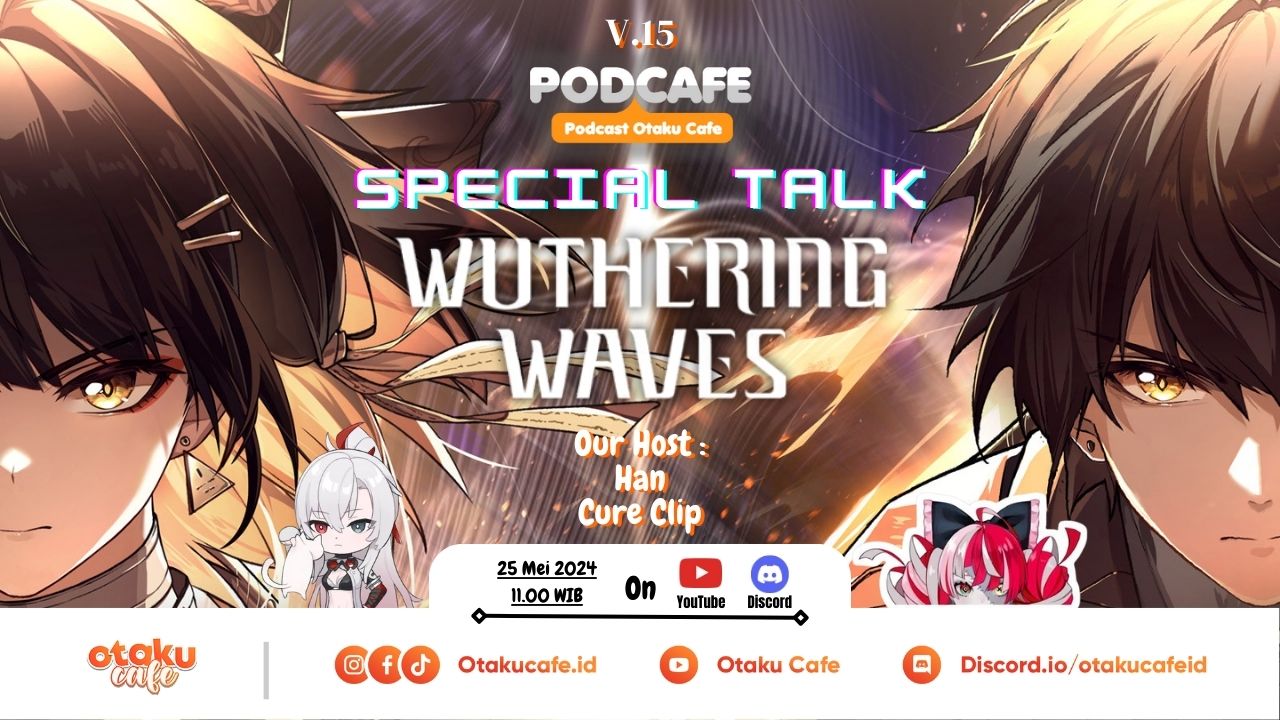 V.15
PODCAFE
Podcast Otaku Cafe
SPECIAL TALK
WUTHERING
WAVES
Our Host :
Han
Cure Clip
25 Mei 2024
11.00 WIB
On
YouTube
Discord
otaku
cafe
Otakucafe.id
Otaku Cafe
Discord.io/otakucafeid